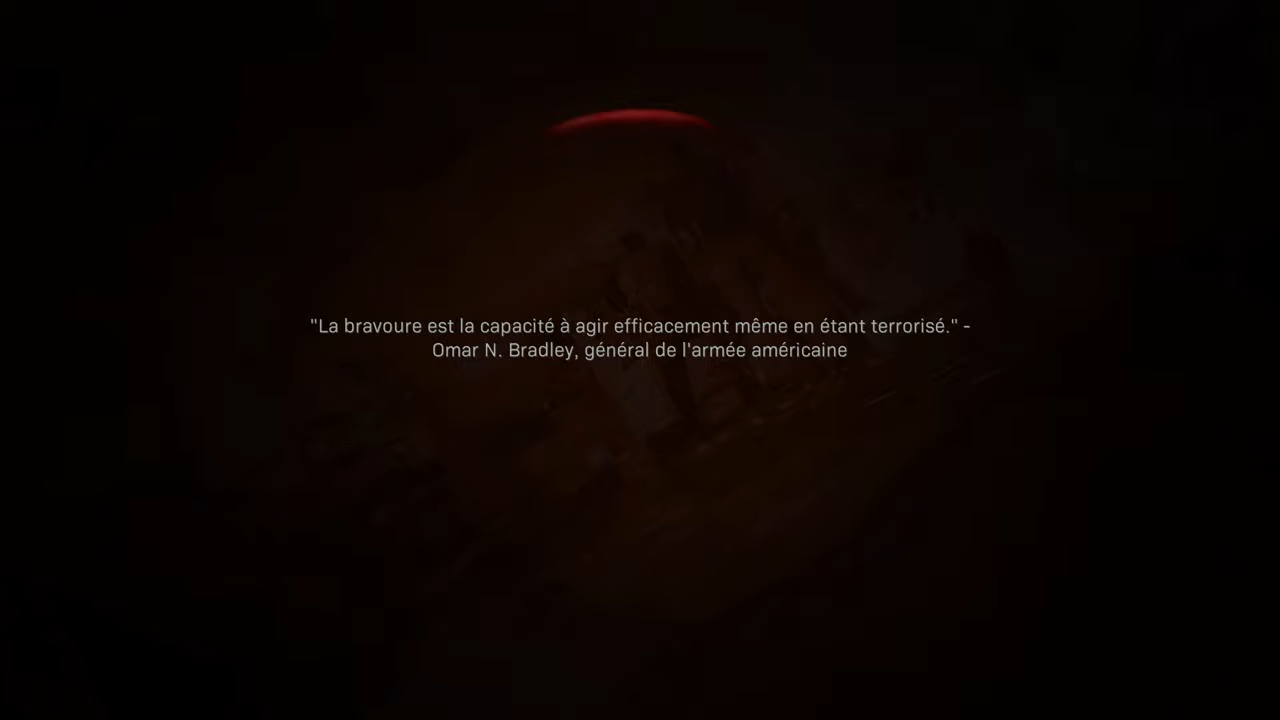 "La bravoure est la capacité à agir efficacement même en étant terrorisé." -
Omar N. Bradley, général de l'armée américaine